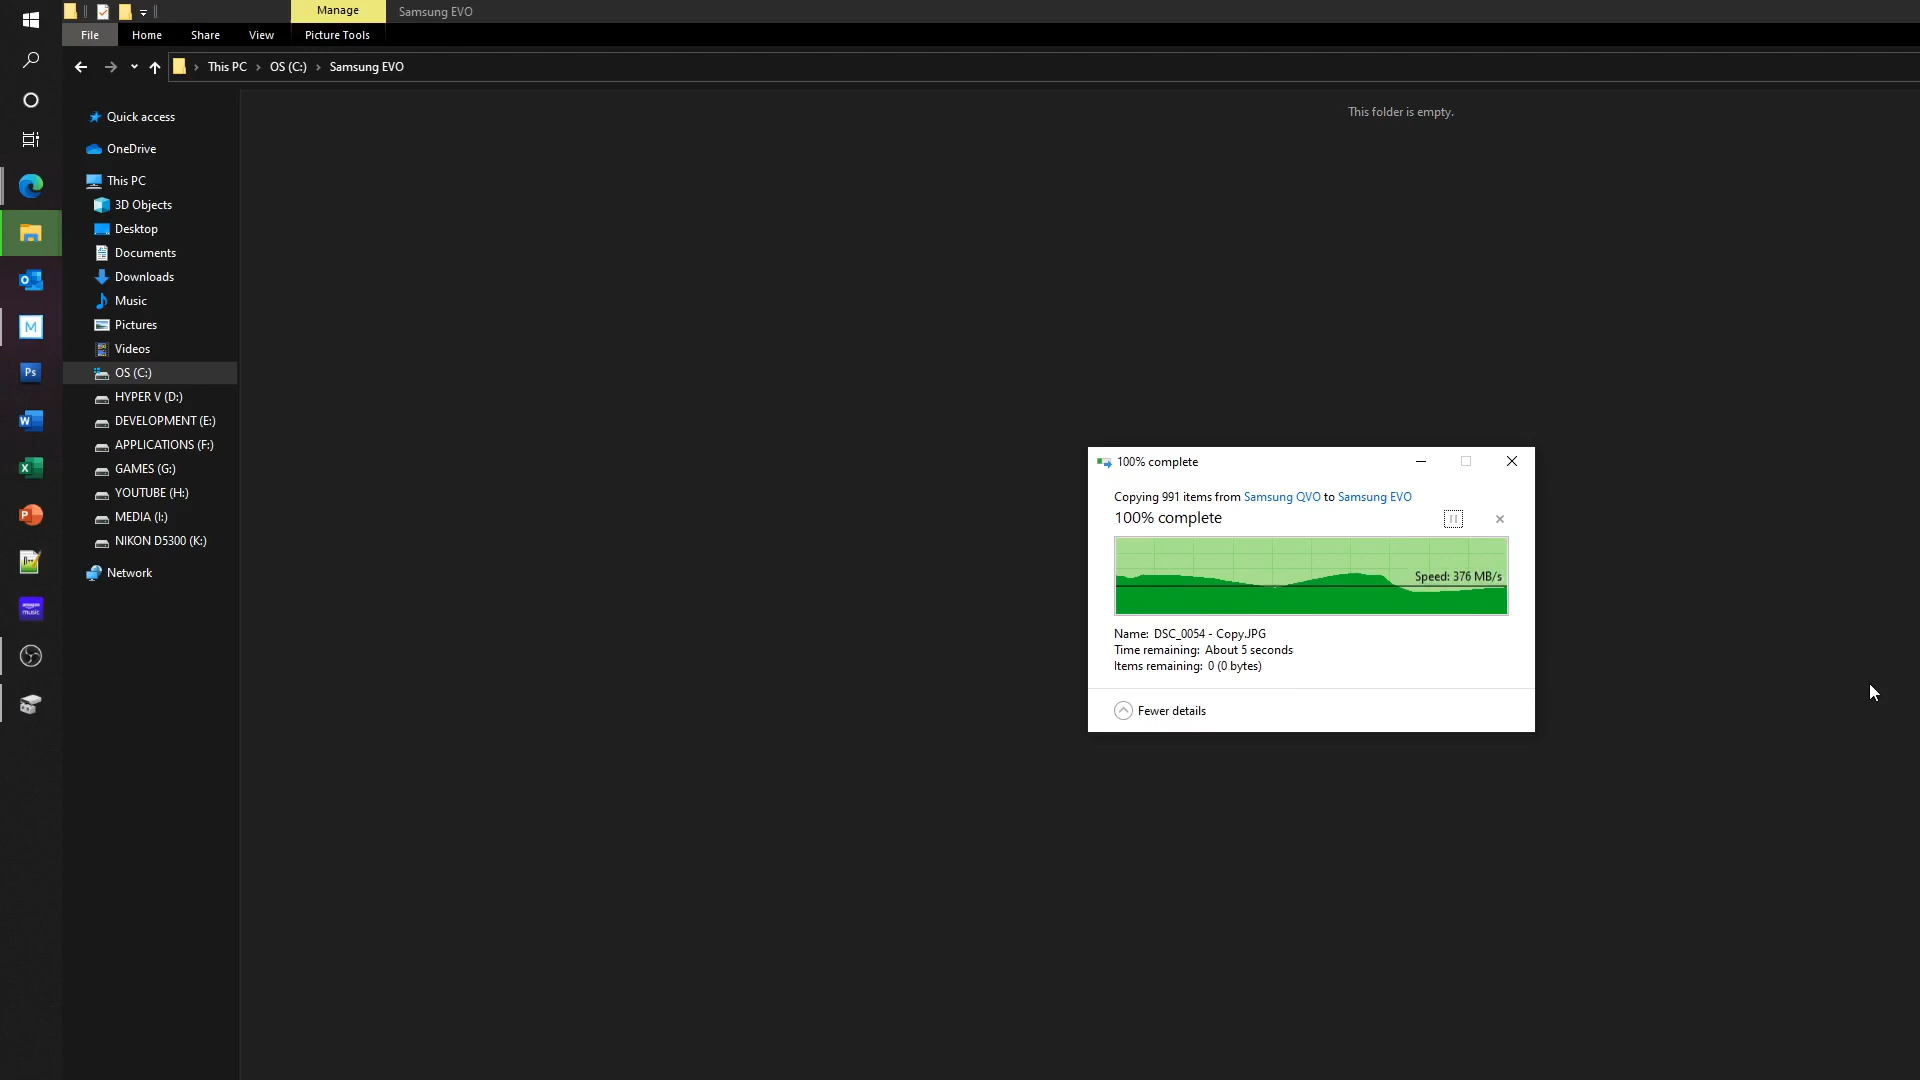 Manage
Samsung EVO
File
Home
Share
View
Picture Tools
This PC
OS (C:)
Samsung EVO
Quick access
OneDrive
This PC
3D Objects
Desktop
Documents
Downloads
Music
Pictures
Videos
OS (C:)
HYPER V (D:)
DEVELOPMENT (E:)
APPLICATIONS (F:)
GAMES (G:)
YOUTUBE (H:)
MEDIA (I:)
NIKON D5300 (K:)
Network
This folder is empty.
100% complete
Copying 991 items from Samsung QVO to Samsung EVO
100% complete
Speed: 376 MB/s
Name: DSC_0054 - Copy.JPG
Time remaining: About 5 seconds
Items remaining: 0 (0 bytes)
Fewer details
O
M
Ps
W
X
P
amazon
music